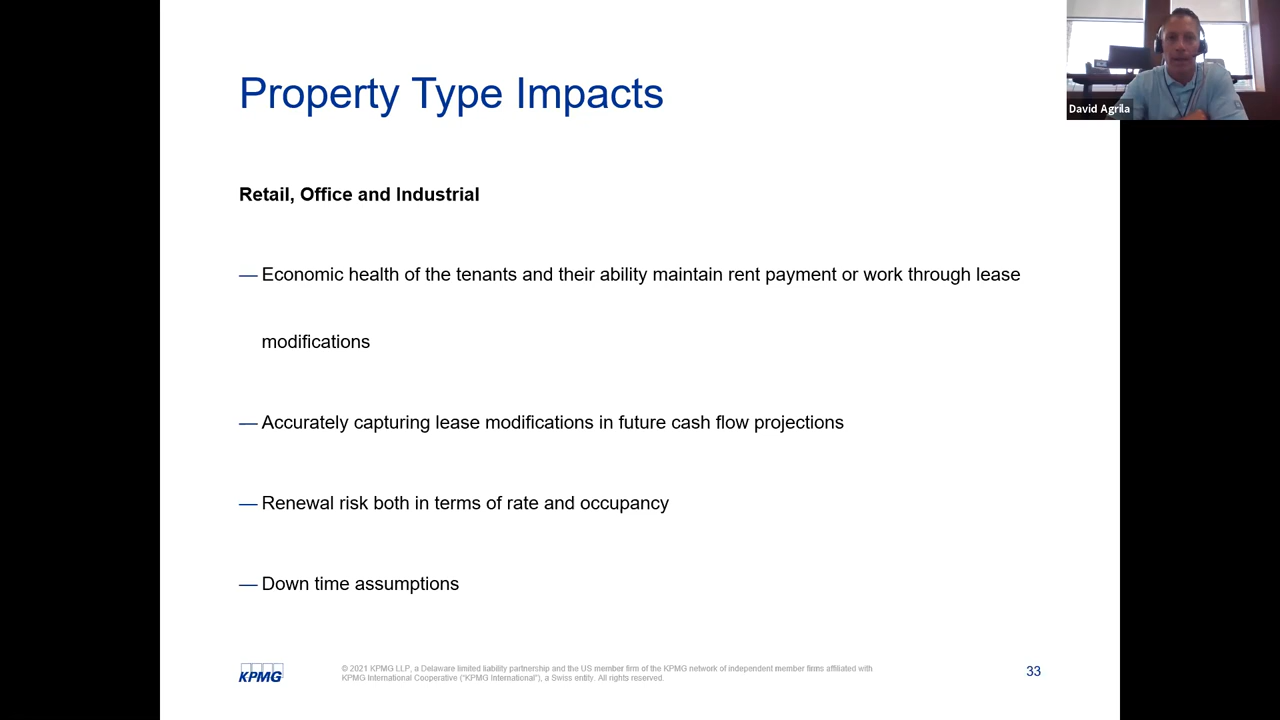 Property Type Impacts
David Agrila
Retail, Office and Industrial
— Economic health of the tenants and their ability maintain rent payment or work through lease
modifications
— Accurately capturing lease modifications in future cash flow projections
— Renewal risk both in terms of rate and occupancy
— Down time assumptions
KPMG
© 2021 KPMG LLP, a Delaware limited liability partnership and the US member firm of the KPMG network of independent member firms affiliated with
KPMG International Cooperative ("KPMG International"), a Swiss entity. All rights reserved.
33